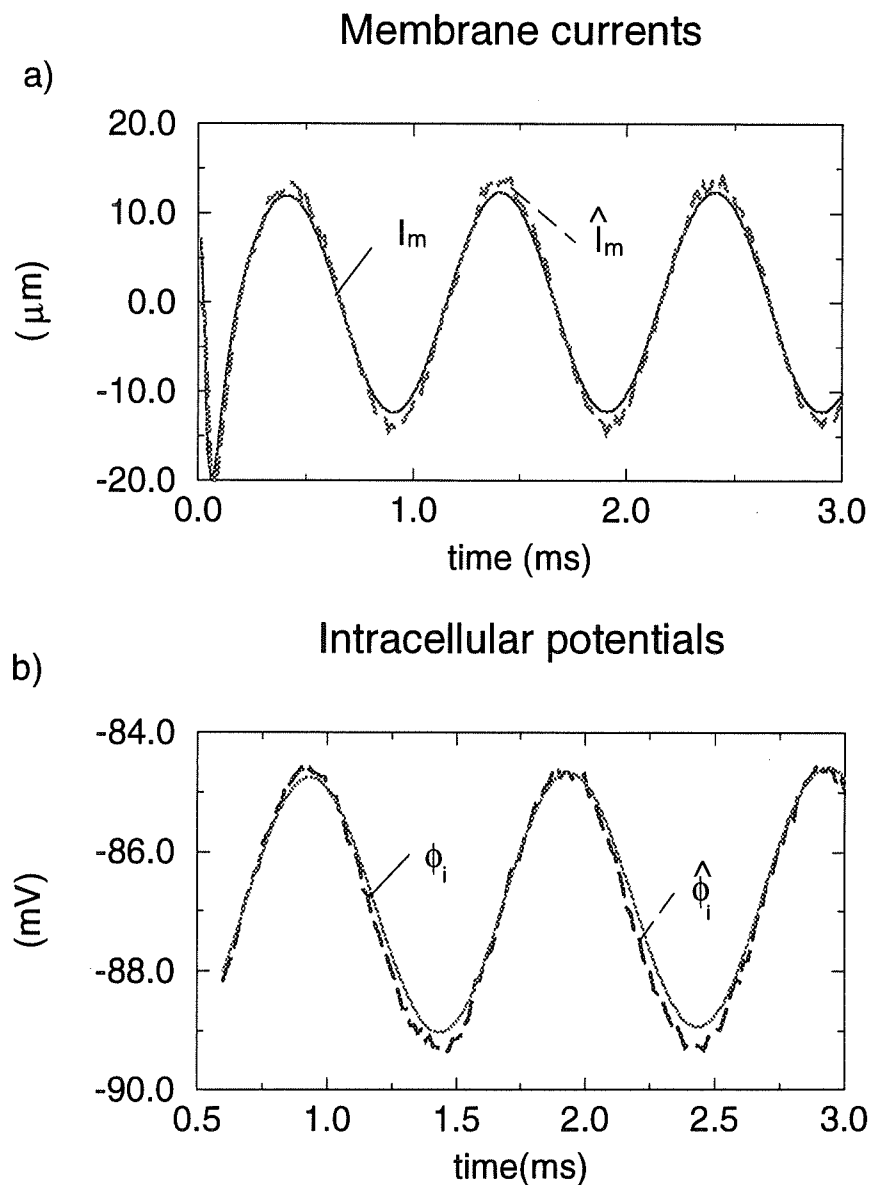 Membrane currents
a)
20.0
10.0
0.0
-10.0
-20.0
(μm)
I_m
Î_m
0.0 1.0 2.0 3.0
time (ms)
Intracellular potentials
b)
-84.0
-86.0
-88.0
-90.0
(mV)
ϕ_i
ϕ̂_i
0.5 1.0 1.5 2.0 2.5 3.0
time(ms)